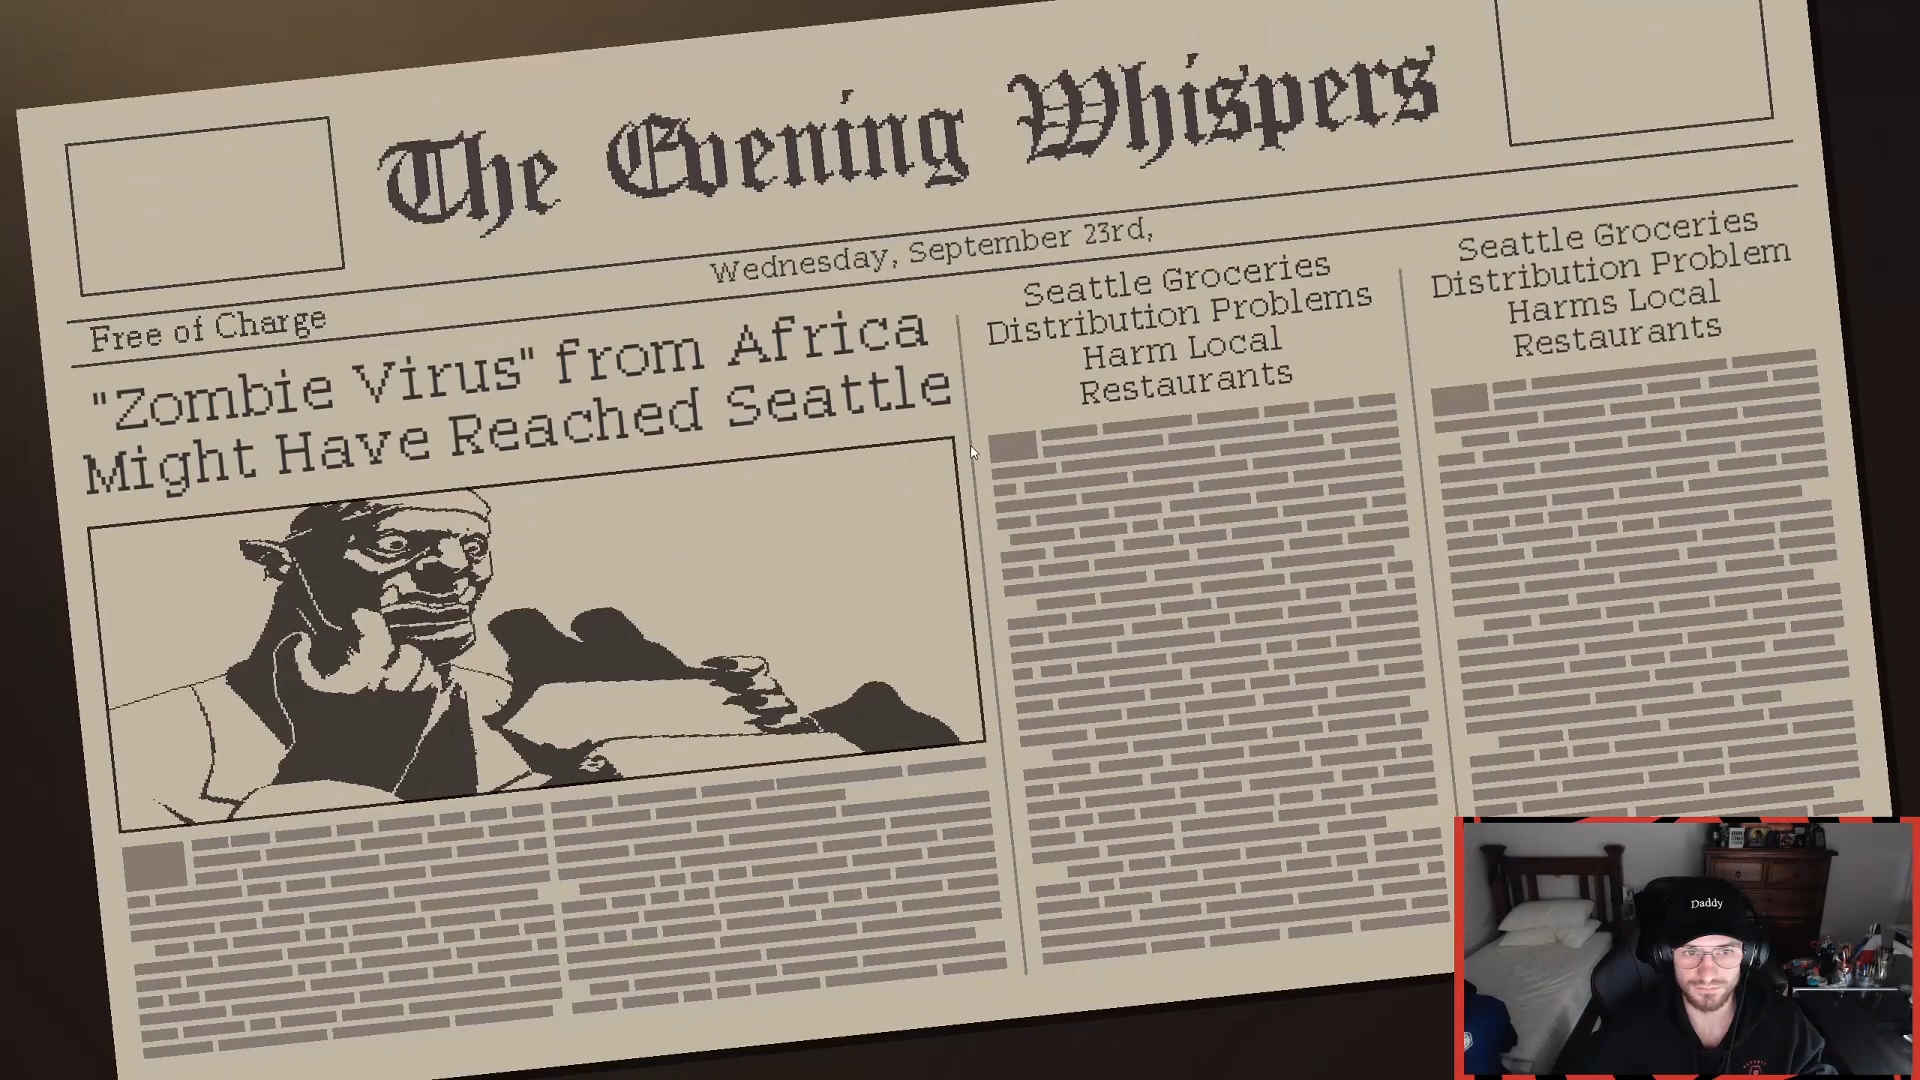 The Evening Whispers
Wednesday, September 23rd,
Free of Charge
"Zombie Virus" from Africa
Might Have Reached Seattle
Seattle Groceries
Distribution Problems
Harm Local
Restaurants
Seattle Groceries
Distribution Problem
Harms Local
Restaurants
Daddy